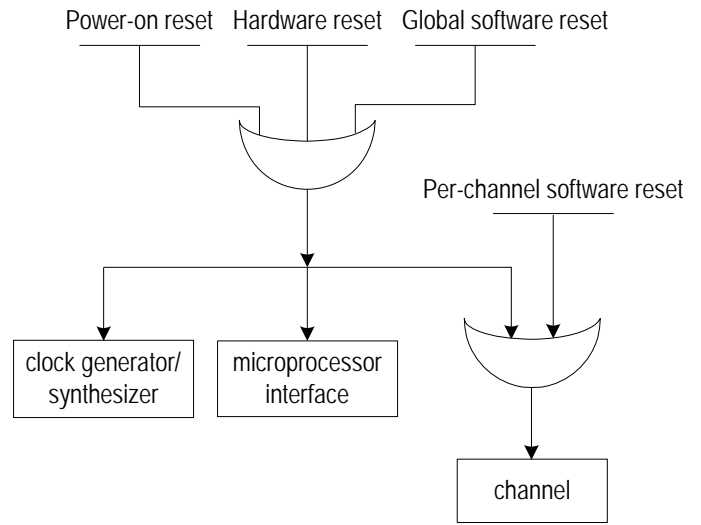 Power-on reset
Hardware reset
Global software reset
Per-channel software reset
clock generator/
synthesizer
microprocessor
interface
channel